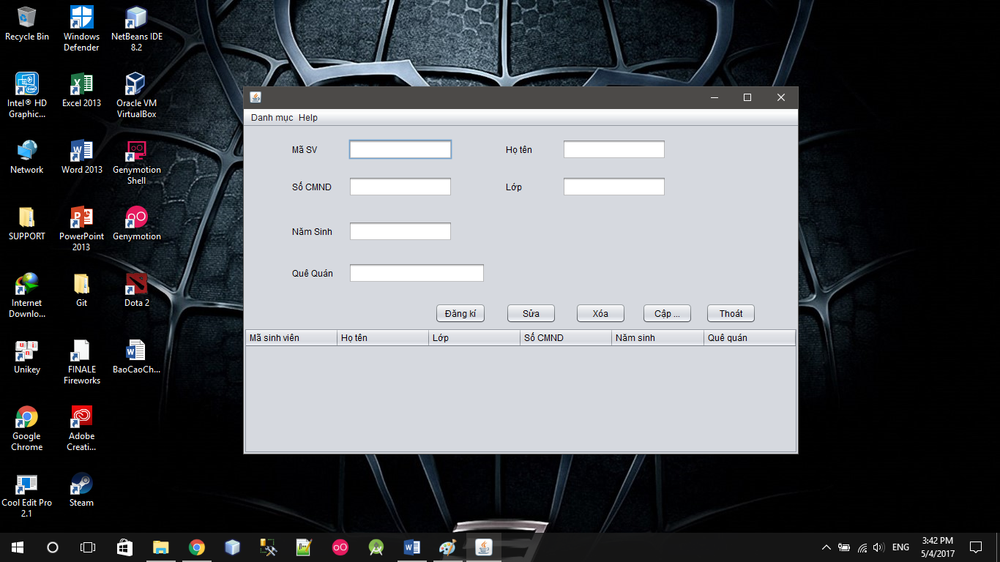 Recycle Bin
Windows
Defender
NetBeans IDE
8.2
Intel® HD
Graphic...
Excel 2013
Oracle VM
VirtualBox
Network
Word 2013
Genymotion
Shell
SUPPORT
PowerPoint
2013
Genymotion
Internet
Downlo...
Git
Dota 2
Unikey
FINALE
Fireworks
BaoCaoCh...
Google
Chrome
Adobe
Creati...
Cool Edit Pro
2.1
Steam
Danh mục Help
Mã SV
Họ tên
Số CMND
Lớp
Năm Sinh
Quê Quán
Đăng kí Sửa Xóa Cập ... Thoát
Mã sinh viên Họ tên Lớp Số CMND Năm sinh Quê quán
ENG
3:42 PM
5/4/2017